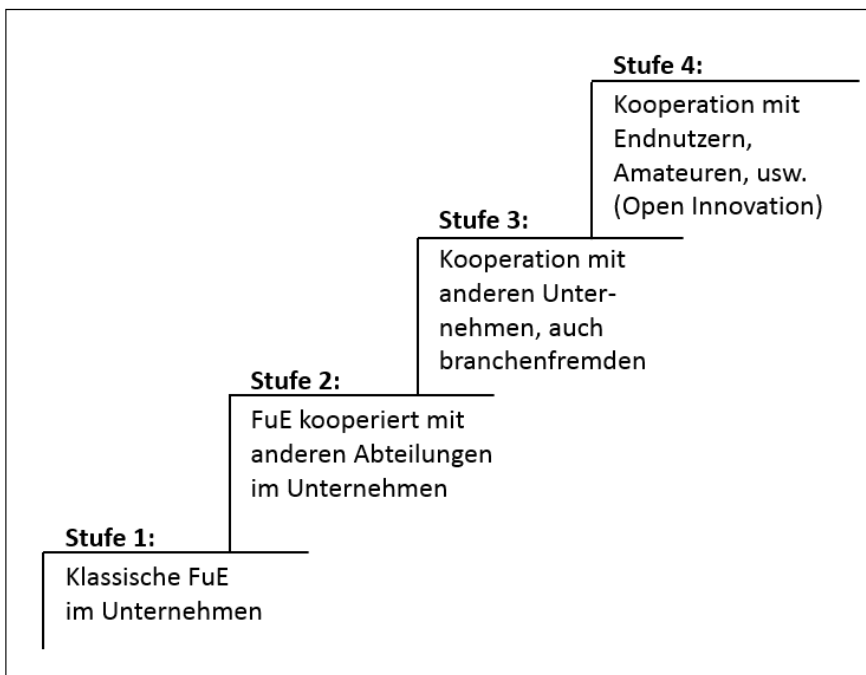 Stufe 4:
Kooperation mit
Endnutzern,
Amateuren, usw.
(Open Innovation)
Stufe 3:
Kooperation mit
anderen Unter-
nehmen, auch
branchenfremden
Stufe 2:
FuE kooperiert mit
anderen Abteilungen
im Unternehmen
Stufe 1:
Klassische FuE
im Unternehmen